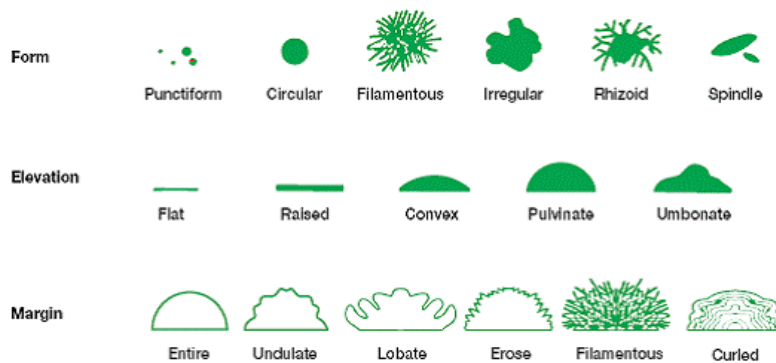 Form
Punctiform Circular Filamentous Irregular Rhizoid Spindle
Elevation
Flat Raised Convex Pulvinate Umbonate
Margin
Entire Undulate Lobate Erose Filamentous Curled